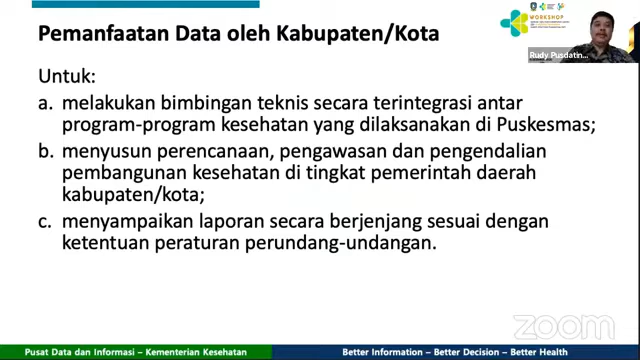 Pemanfaatan Data oleh Kabupaten/Kota
WORKSHOP
Rudy Pusdatin...
Untuk:
a. melakukan bimbingan teknis secara terintegrasi antar
program-program kesehatan yang dilaksanakan di Puskesmas;
b. menyusun perencanaan, pengawasan dan pengendalian
pembangunan kesehatan di tingkat pemerintah daerah
kabupaten/kota;
c. menyampaikan laporan secara berjenjang sesuai dengan
ketentuan peraturan perundang-undangan.
zoom
Pusat Data dan Informasi – Kementerian Kesehatan
Better Information – Better Decision – Better Health